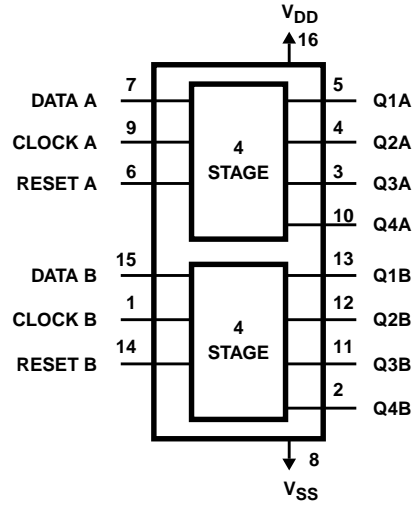 VDD
16
DATA A 7 5 Q1A
CLOCK A 9 4 Q2A
RESET A 6 3 Q3A
4
STAGE
10 Q4A
DATA B 15 13 Q1B
CLOCK B 1 12 Q2B
RESET B 14 11 Q3B
4
STAGE
2 Q4B
8
VSS